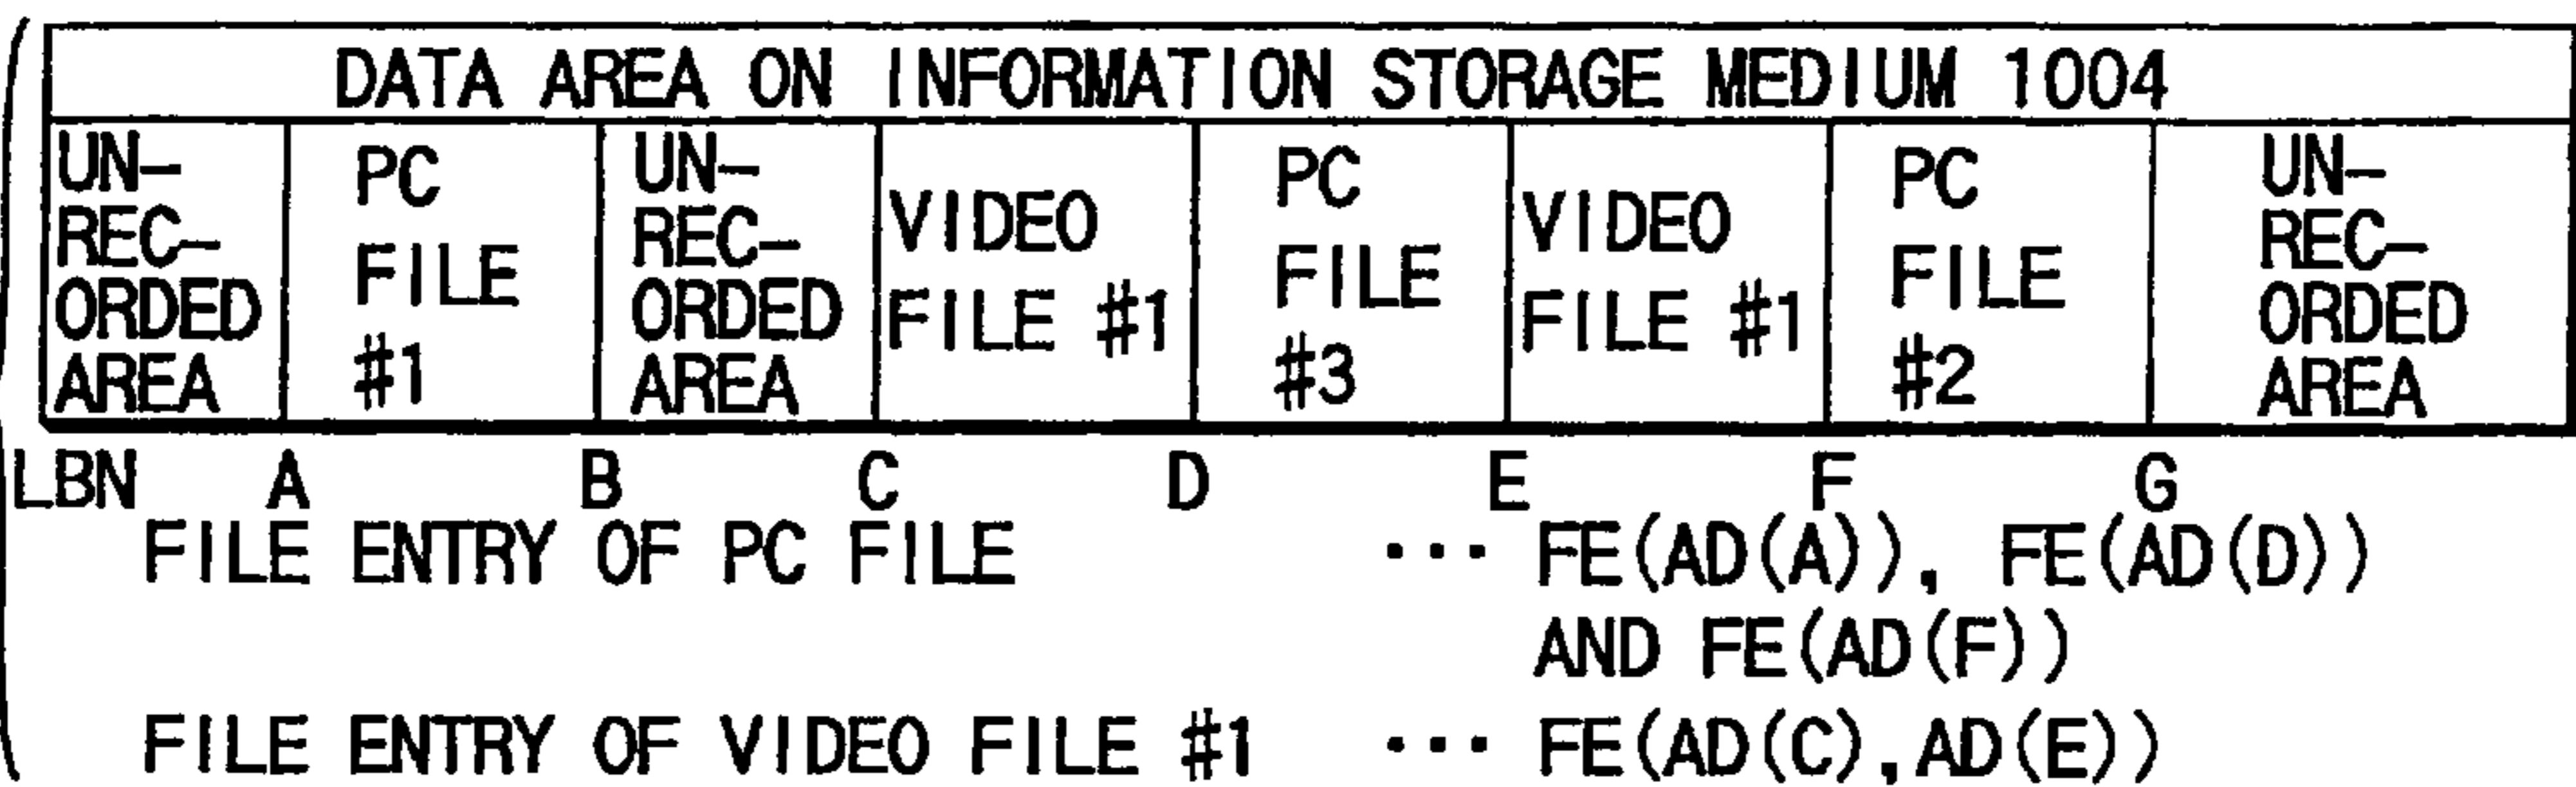 DATA AREA ON INFORMATION STORAGE MEDIUM 1004
UN-
REC-
ORDED
AREA
PC
FILE
#1
UN-
REC-
ORDED
AREA
VIDEO
FILE #1
PC
FILE
#3
VIDEO
FILE #1
PC
FILE
#2
UN-
REC-
ORDED
AREA
LBN A B C D E F G
FILE ENTRY OF PC FILE ••• FE(AD(A)), FE(AD(D))
AND FE(AD(F))
FILE ENTRY OF VIDEO FILE #1 ••• FE(AD(C),AD(E))